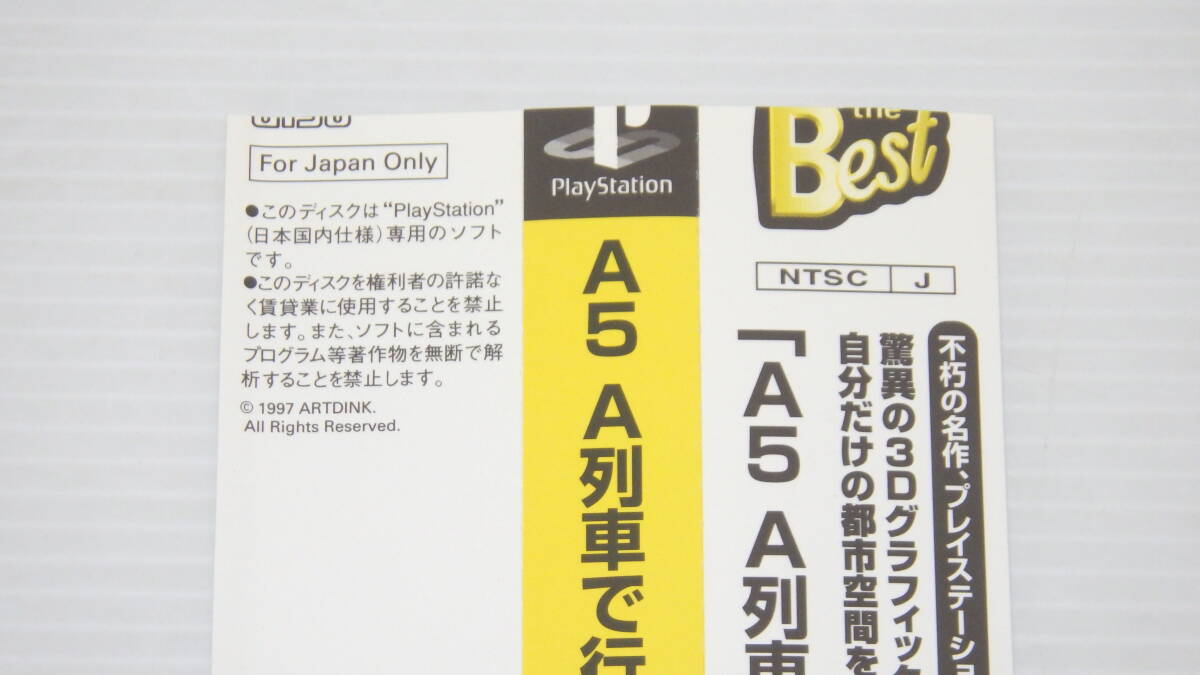 For Japan Only
●このディスクは“PlayStation”
(日本国内仕様)専用のソフト
です。
●このディスクを権利者の許諾な
く賃貸業に使用することを禁止
します。また、ソフトに含まれる
プログラム等著作物を無断で解
析することを禁止します。
© 1997 ARTDINK.
All Rights Reserved.
PlayStation
A5 A列車で行
the
Best
NTSC J
不朽の名作、プレイステーショ
驚異の3Dグラフィック
自分だけの都市空間を
「A5 A列車